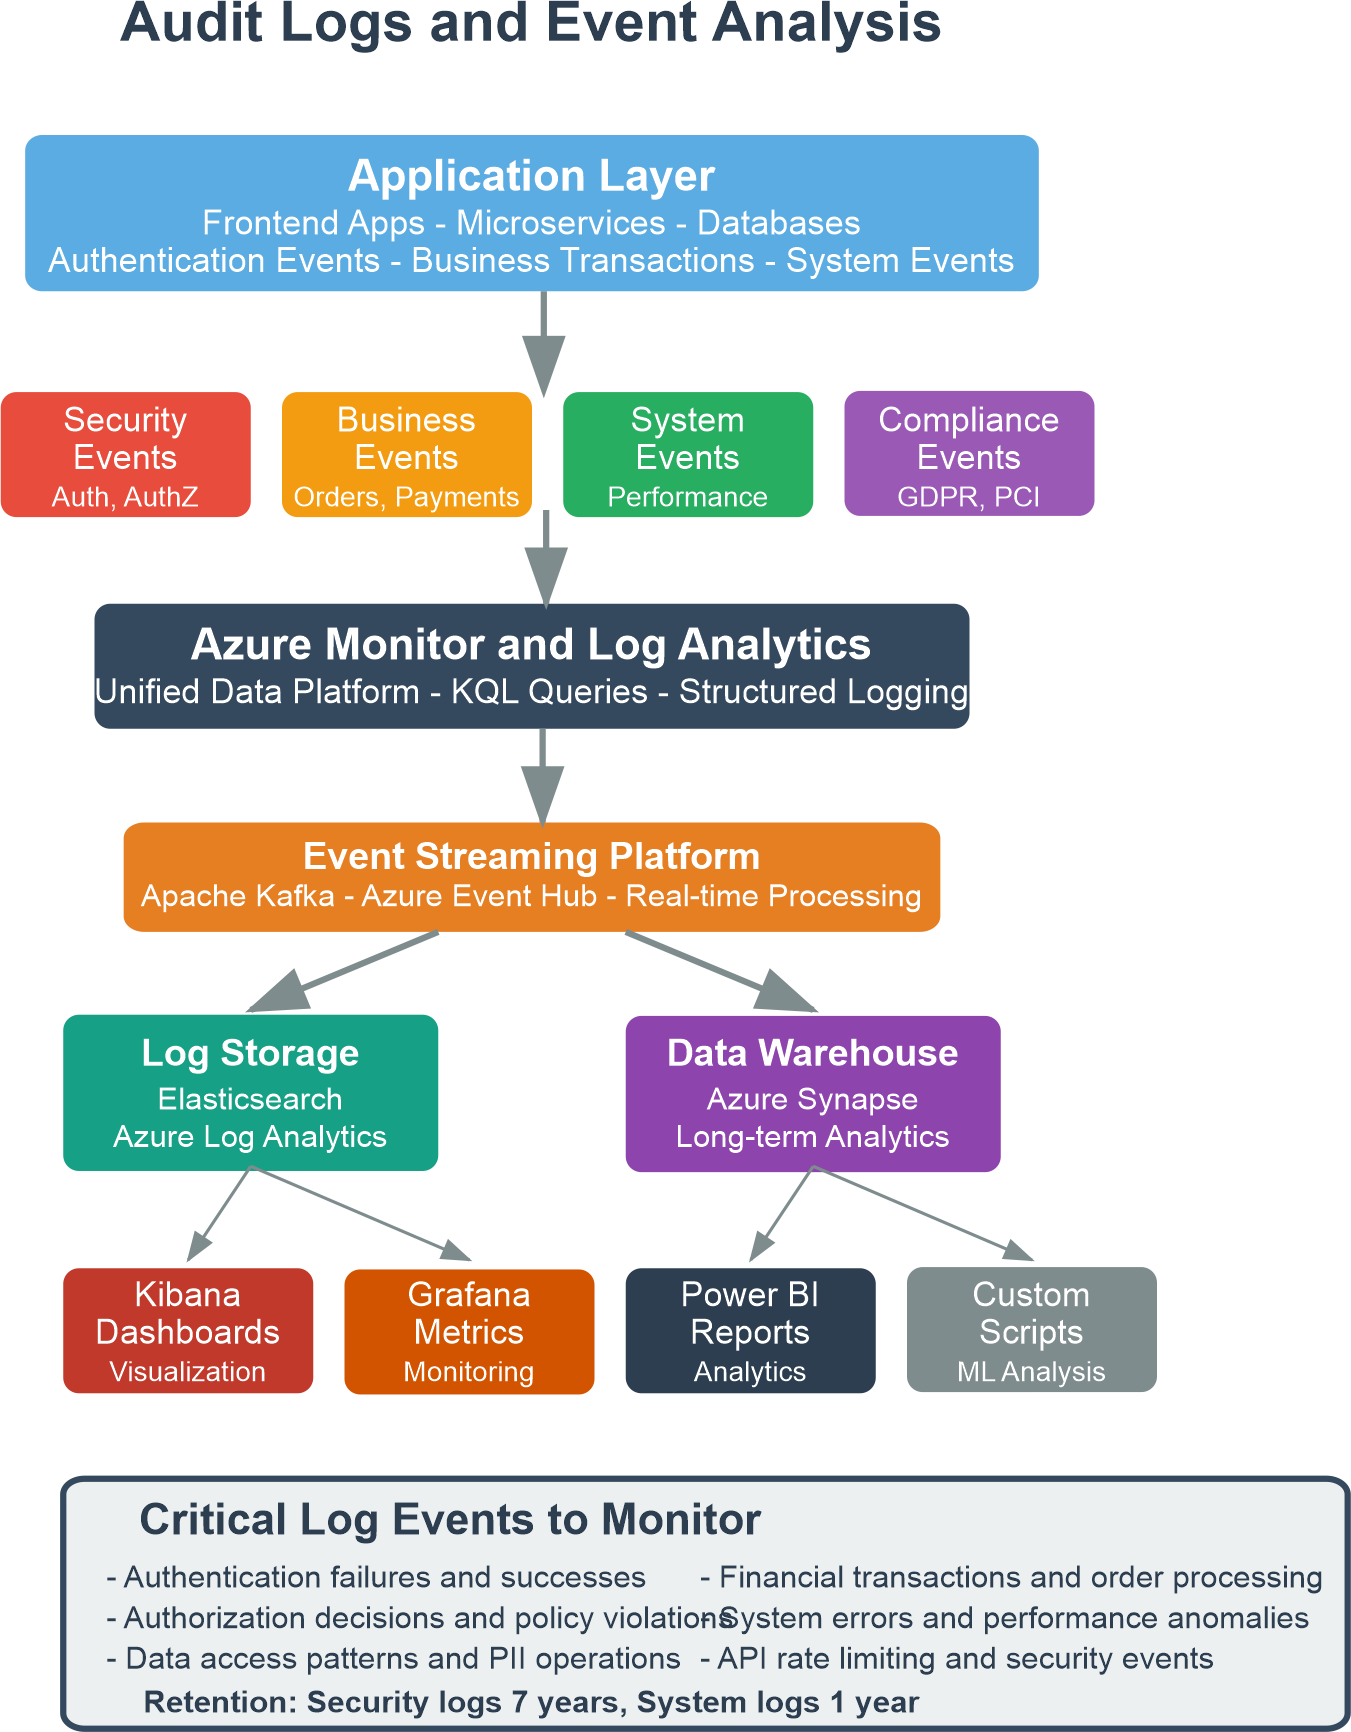 Audit Logs and Event Analysis
Application Layer
Frontend Apps - Microservices - Databases
Authentication Events - Business Transactions - System Events
Security
Events
Auth, AuthZ
Business
Events
Orders, Payments
System
Events
Performance
Compliance
Events
GDPR, PCI
Azure Monitor and Log Analytics
Unified Data Platform - KQL Queries - Structured Logging
Event Streaming Platform
Apache Kafka - Azure Event Hub - Real-time Processing
Log Storage
Elasticsearch
Azure Log Analytics
Data Warehouse
Azure Synapse
Long-term Analytics
Kibana
Dashboards
Visualization
Grafana
Metrics
Monitoring
Power BI
Reports
Analytics
Custom
Scripts
ML Analysis
Critical Log Events to Monitor
- Authentication failures and successes
- Authorization decisions and policy violations
- Data access patterns and PII operations
- Financial transactions and order processing
- System errors and performance anomalies
- API rate limiting and security events
Retention: Security logs 7 years, System logs 1 year